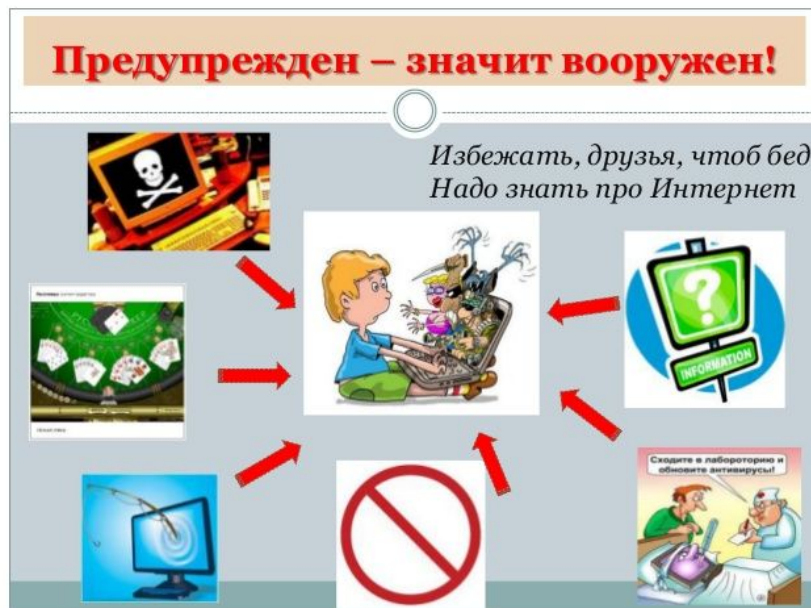 Предупрежден – значит вооружен!
Избежать, друзья, чтоб бед
Надо знать про Интернет
INFORMATION
Сходите в лабороторию и
обновите антивирусы!